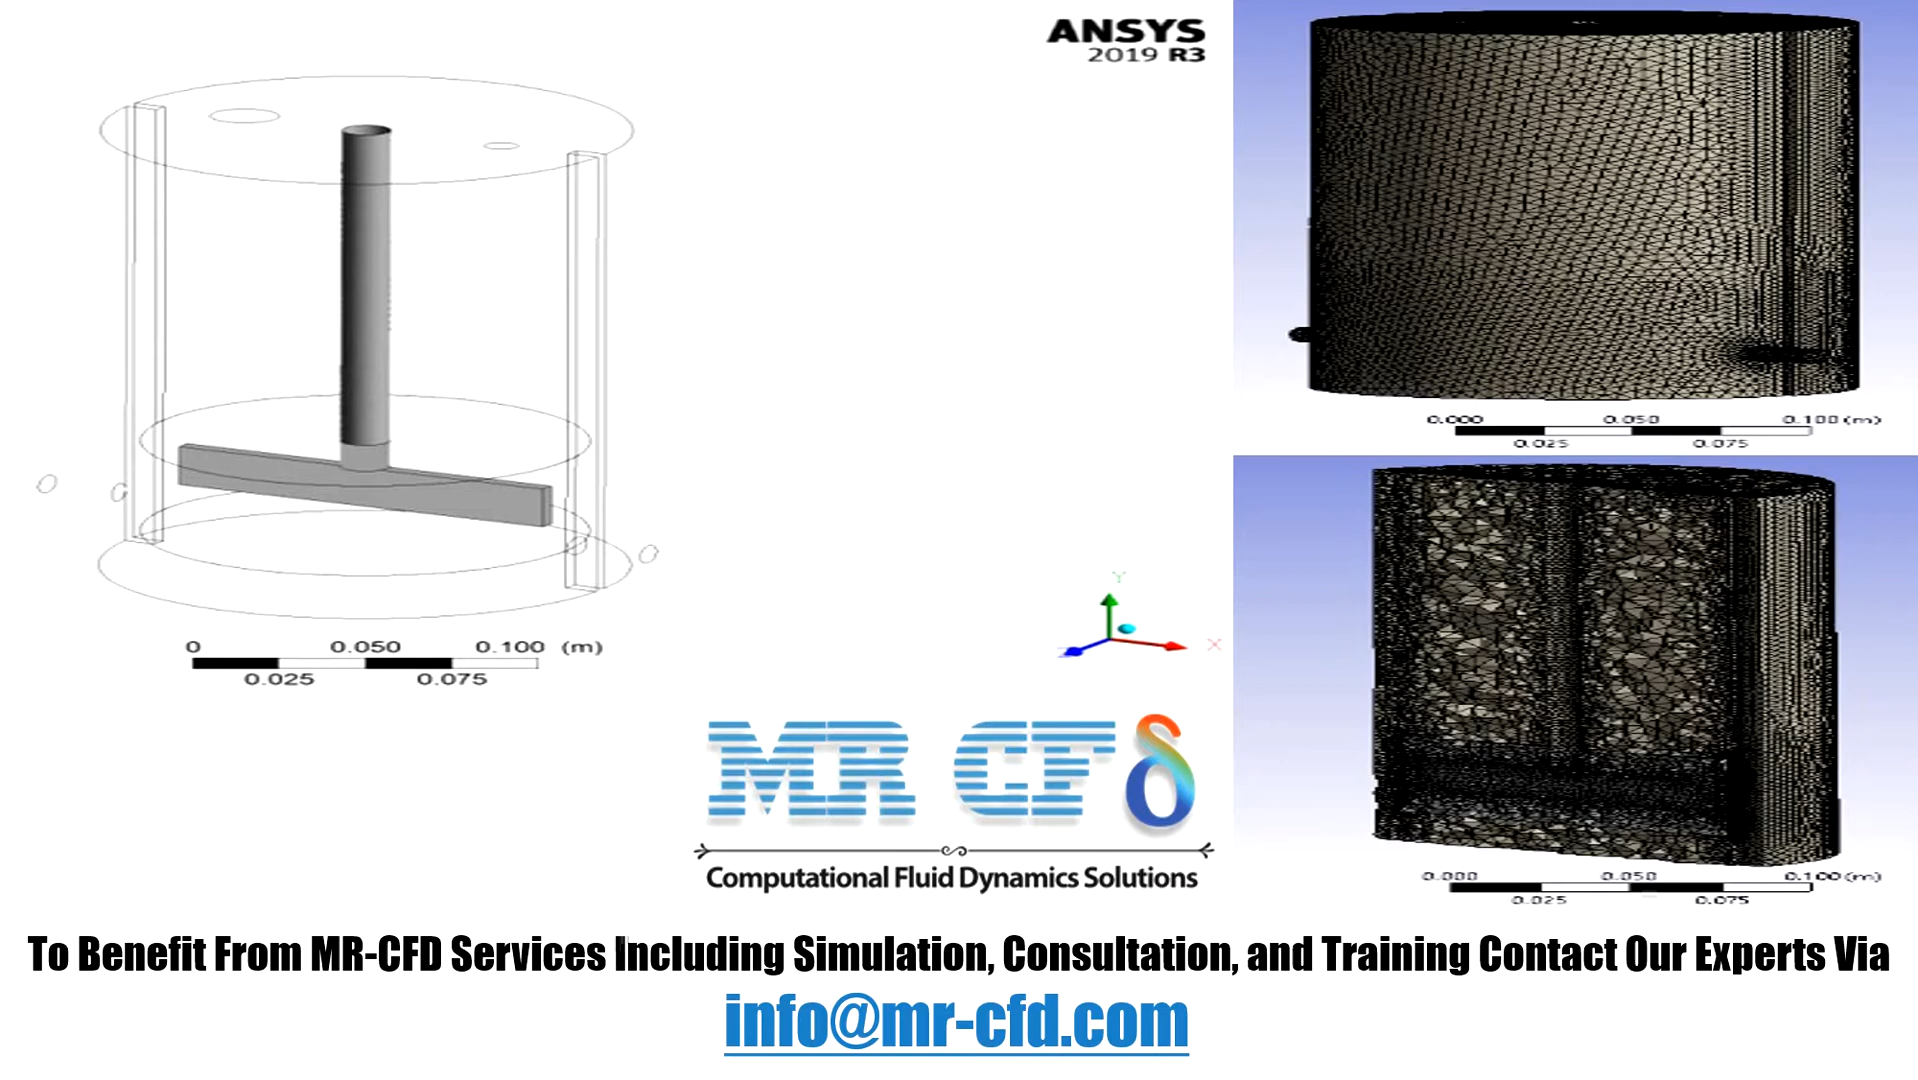 ANSYS
2019 R3
0 0.050 0.100 (m)
0.025 0.075
Y
X
Z
0.000 0.050 0.100 (m)
0.025 0.075
0.000 0.050 0.100 (m)
0.025 0.075
MR CFδ
Computational Fluid Dynamics Solutions
To Benefit From MR-CFD Services Including Simulation, Consultation, and Training Contact Our Experts Via
info@mr-cfd.com